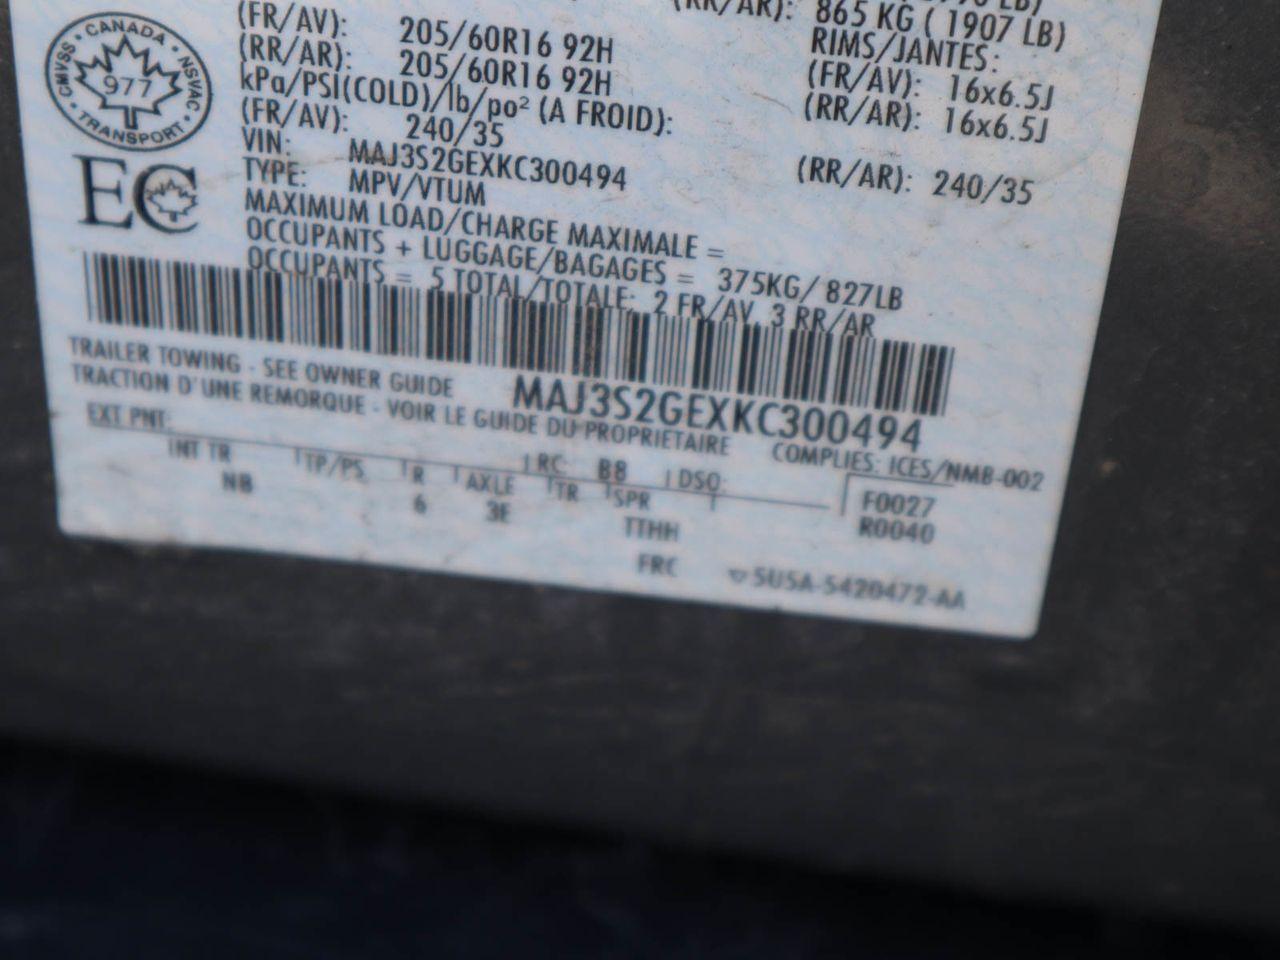 (RR/AR): 865 KG ( 1907 LB)
(FR/AV): 205/60R16 92H RIMS/JANTES:
(RR/AR): 205/60R16 92H (FR/AV): 16x6.5J
kPa/PSI(COLD)/lb/po² (A FROID): (RR/AR): 16x6.5J
(FR/AV): 240/35 (RR/AR): 240/35
VIN: MAJ3S2GEXKC300494
TYPE: MPV/VTUM
MAXIMUM LOAD/CHARGE MAXIMALE =
OCCUPANTS + LUGGAGE/BAGAGES = 375KG/ 827LB
OCCUPANTS = 5 TOTAL/TOTALE: 2 FR/AV, 3 RR/AR
CANADA
CMVSS NSVAC
977
TRANSPORT
EC
TRAILER TOWING - SEE OWNER GUIDE MAJ3S2GEXKC300494
TRACTION D'UNE REMORQUE - VOIR LE GUIDE DU PROPRIETAIRE
COMPLIES: ICES/NMB-002
EXT PNT: RC: B8 DSO: F0027
INT TR TP/PS R AXLE TR SPR R0040
NB 6 3E TTHH
FRC 5U5A-5420472-AA